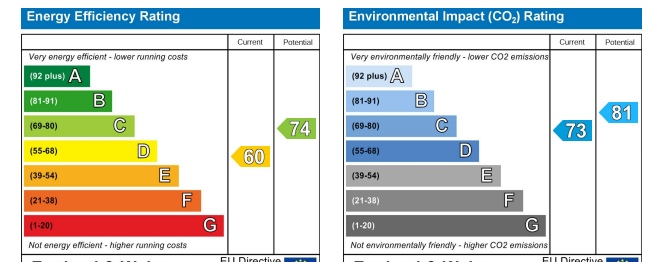 Energy Efficiency Rating
Current Potential
Very energy efficient - lower running costs
(92 plus) A
(81-91) B
(69-80) C
(55-68) D
(39-54) E
(21-38) F
(1-20) G
60
74
Not energy efficient - higher running costs
EU Directive
Environmental Impact (CO₂) Rating
Current Potential
Very environmentally friendly - lower CO2 emissions
(92 plus) A
(81-91) B
(69-80) C
(55-68) D
(39-54) E
(21-38) F
(1-20) G
73
81
Not environmentally friendly - higher CO2 emissions
EU Directive